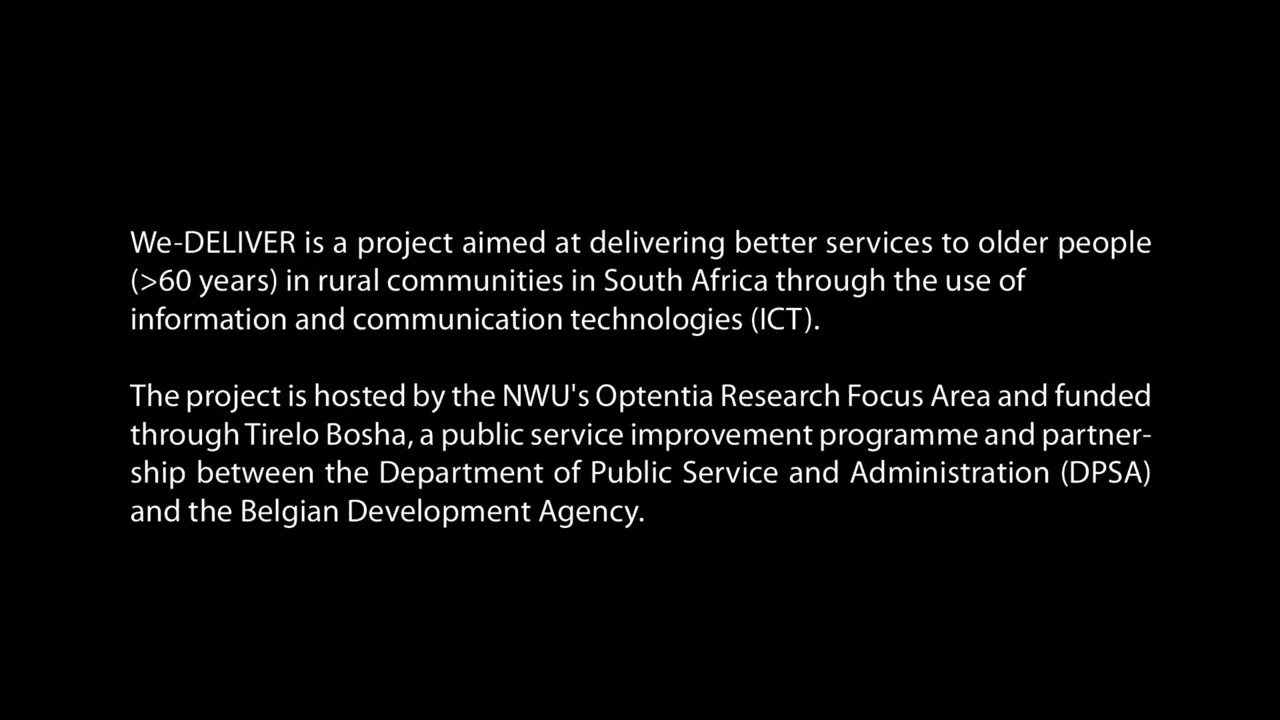 We-DELIVER is a project aimed at delivering better services to older people
(>60 years) in rural communities in South Africa through the use of
information and communication technologies (ICT).
The project is hosted by the NWU's Optentia Research Focus Area and funded
through Tirelo Bosha, a public service improvement programme and partner-
ship between the Department of Public Service and Administration (DPSA)
and the Belgian Development Agency.